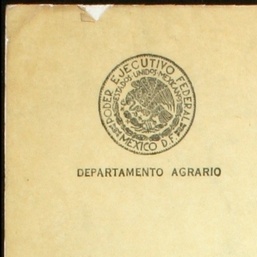 PODER EJECUTIVO FEDERAL
ESTADOS UNIDOS MEXICANOS
MEXICO D.F.
DEPARTAMENTO AGRARIO